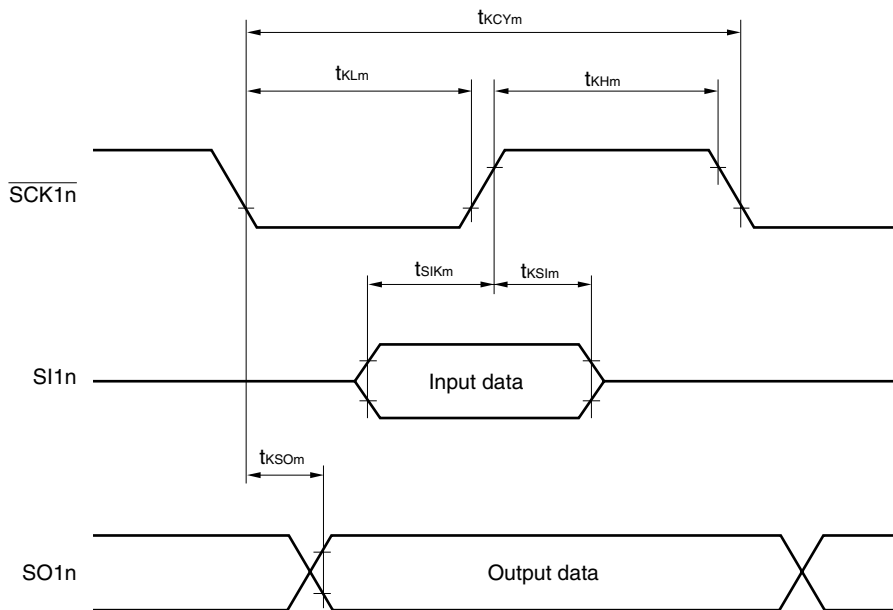 tKCYm
tKLm
tKHm
SCK1n
tSIKm
tKSIm
SI1n
Input data
tKSOm
SO1n
Output data